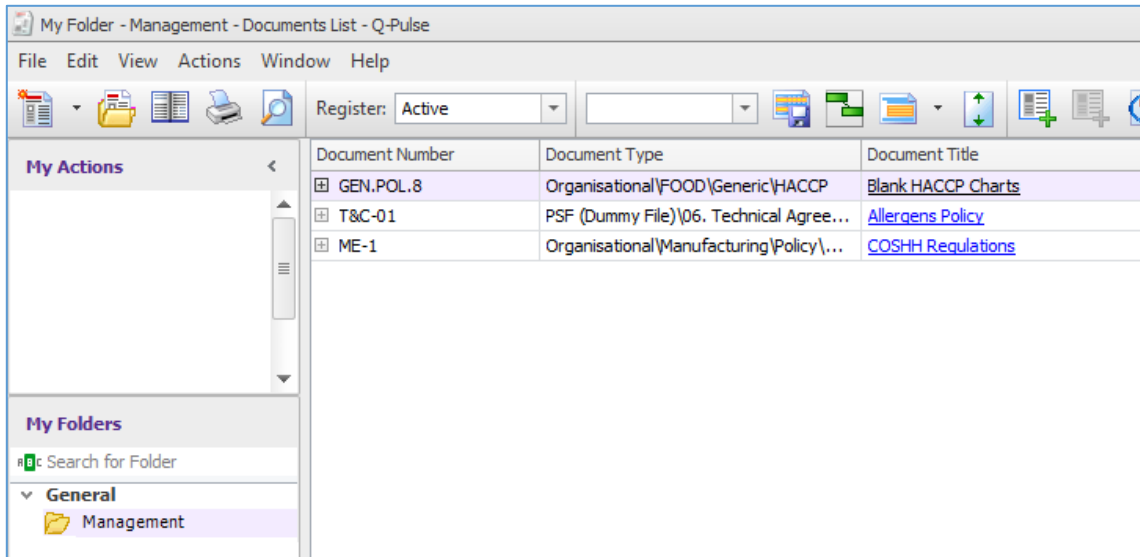 My Folder - Management - Documents List - Q-Pulse
File Edit View Actions Window Help
Register: Active
My Actions
Document Number Document Type Document Title
GEN.POL.8 Organisational\FOOD\Generic\HACCP Blank HACCP Charts
T&C-01 PSF (Dummy File)\06. Technical Agree... Allergens Policy
ME-1 Organisational\Manufacturing\Policy\... COSHH Regulations
My Folders
ABC Search for Folder
General
Management